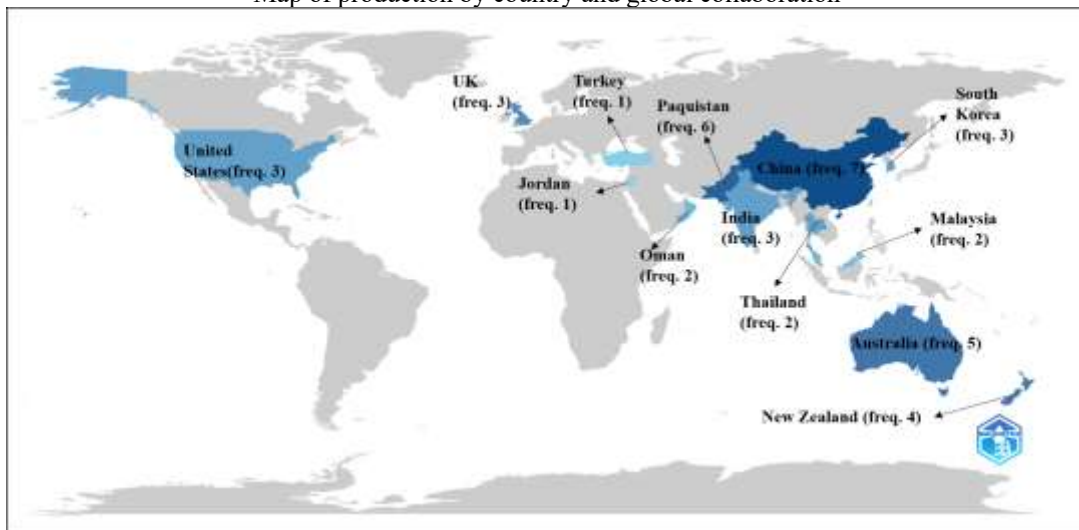 Map of production by country and global collaboration
UK
(freq. 3)
Turkey
(freq. 1)
Paquistan
(freq. 6)
South
Korea
(freq. 3)
United
States(freq. 3)
China (freq. 7)
Jordan
(freq. 1)
India
(freq. 3)
Malaysia
(freq. 2)
Oman
(freq. 2)
Thailand
(freq. 2)
Australia (freq. 5)
New Zealand (freq. 4)